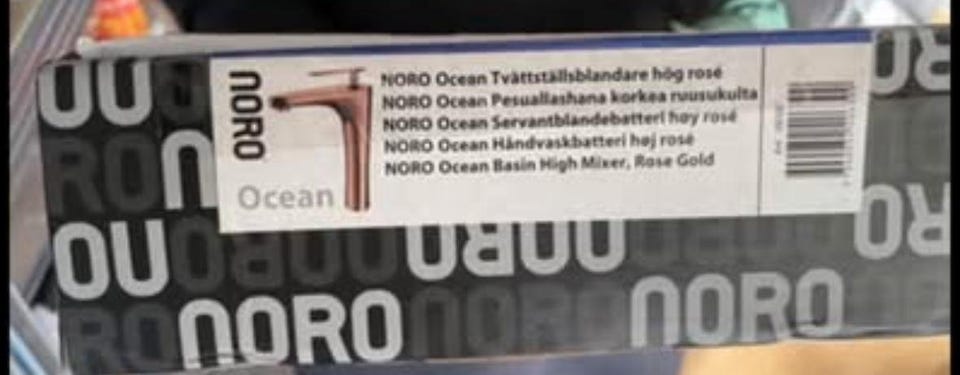 NORO
Ocean
NORO Ocean Tvättställsblandare hög rosé
NORO Ocean Pesuallashana korkea ruusukulta
NORO Ocean Servantblandebatteri høy rosé
NORO Ocean Håndvaskbatteri høj rosé
NORO Ocean Basin High Mixer, Rose Gold
NORO
NORO
NORO
NORO